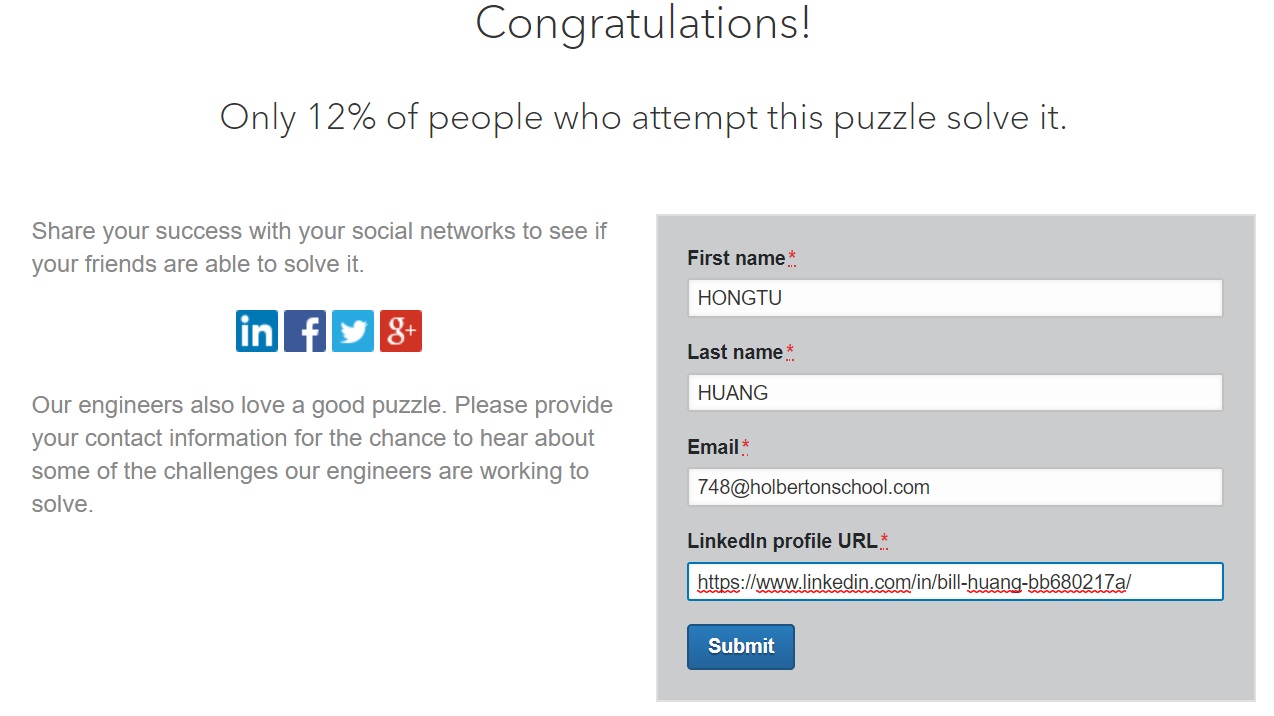 Congratulations!
Only 12% of people who attempt this puzzle solve it.
Share your success with your social networks to see if
your friends are able to solve it.
in f g+
Our engineers also love a good puzzle. Please provide
your contact information for the chance to hear about
some of the challenges our engineers are working to
solve.
First name*
HONGTU
Last name*
HUANG
Email*
748@holbertonschool.com
LinkedIn profile URL*
https://www.linkedin.com/in/bill-huang-bb680217a/
Submit